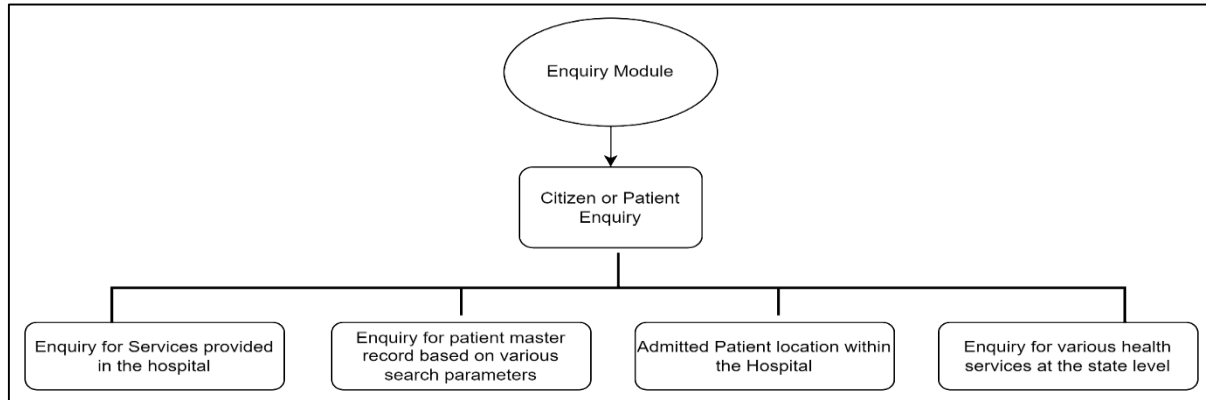 Enquiry Module
Citizen or Patient
Enquiry
Enquiry for Services provided
in the hospital
Enquiry for patient master
record based on various
search parameters
Admitted Patient location within
the Hospital
Enquiry for various health
services at the state level